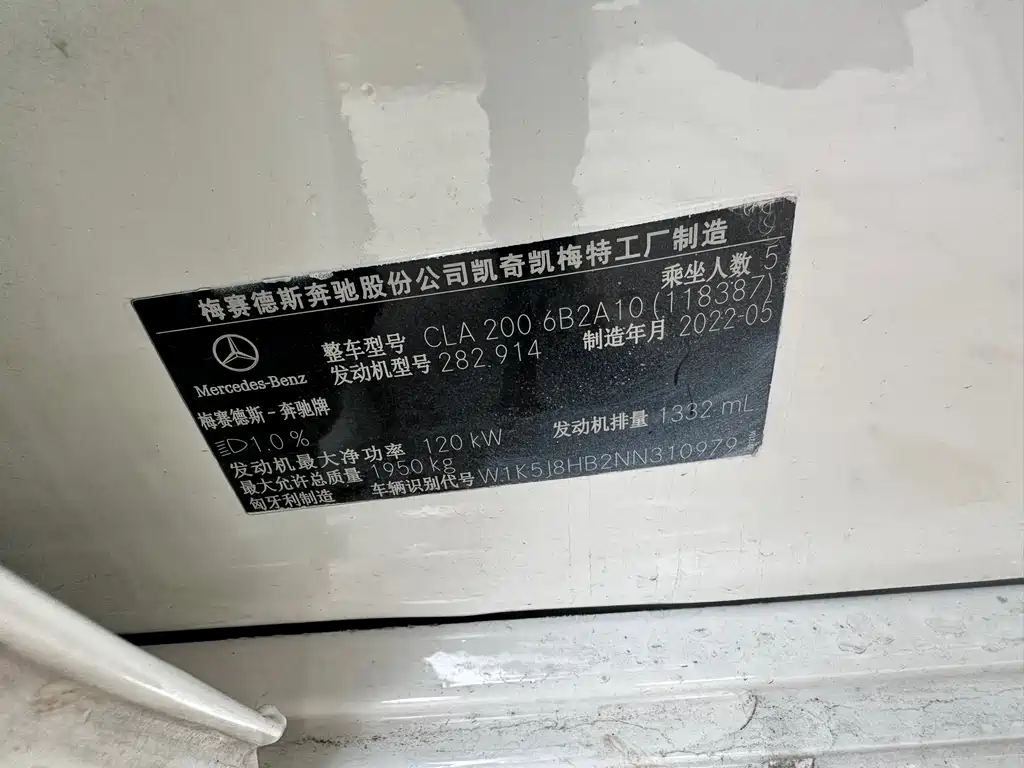 梅赛德斯奔驰股份公司凯奇凯梅特工厂制造
乘坐人数 5
整车型号 CLA 200 6B2A10 (118387)
发动机型号 282.914 制造年月 2022-05
Mercedes-Benz
梅赛德斯-奔驰牌
1.0 %
发动机最大净功率 120 kW 发动机排量 1332 mL
最大允许总质量 1950 kg
匈牙利制造 车辆识别代号 W1K5J8HB2NN310979